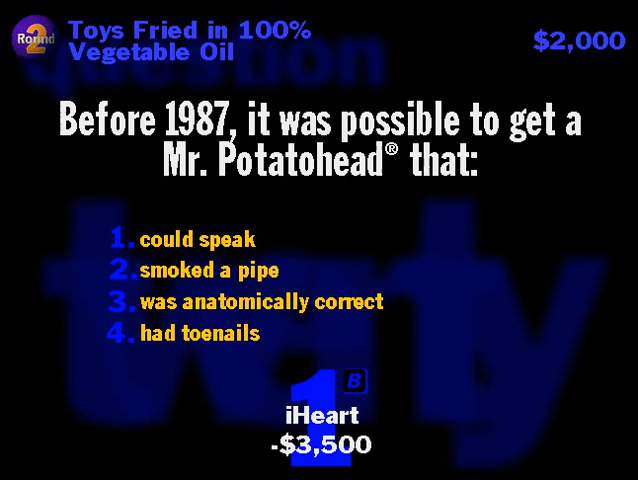 Round 2
Toys Fried in 100%
Vegetable Oil
$2,000
question
Before 1987, it was possible to get a
Mr. Potatohead® that:
1. could speak
2. smoked a pipe
3. was anatomically correct
4. had toenails
1 B
iHeart
-$3,500